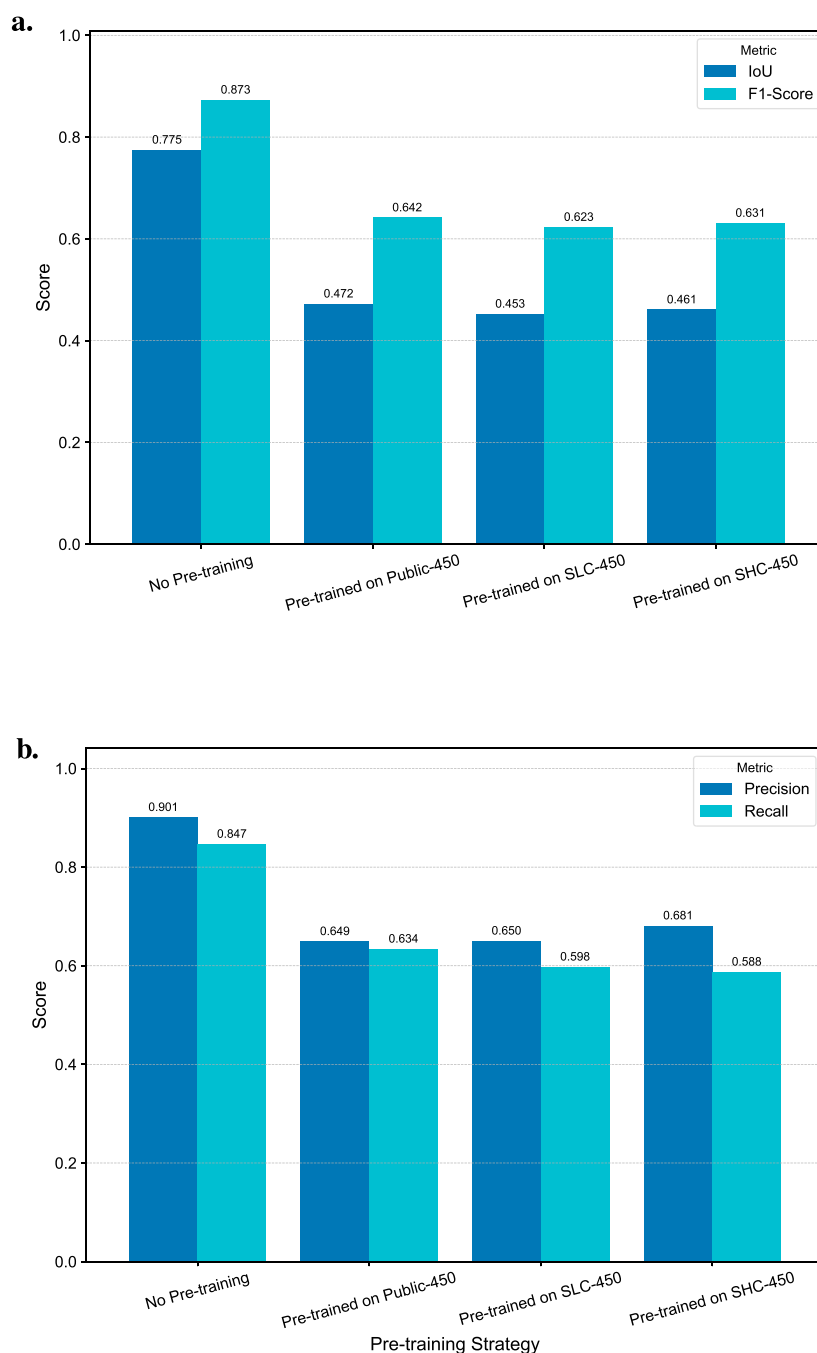 a.
1.0
0.8
0.6
0.4
0.2
0.0
Score
Metric
IoU
F1-Score
0.775
0.873
0.472
0.642
0.453
0.623
0.461
0.631
No Pre-training
Pre-trained on Public-450
Pre-trained on SLC-450
Pre-trained on SHC-450
b.
1.0
0.8
0.6
0.4
0.2
0.0
Score
Metric
Precision
Recall
0.901
0.847
0.649
0.634
0.650
0.598
0.681
0.588
No Pre-training
Pre-trained on Public-450
Pre-trained on SLC-450
Pre-trained on SHC-450
Pre-training Strategy